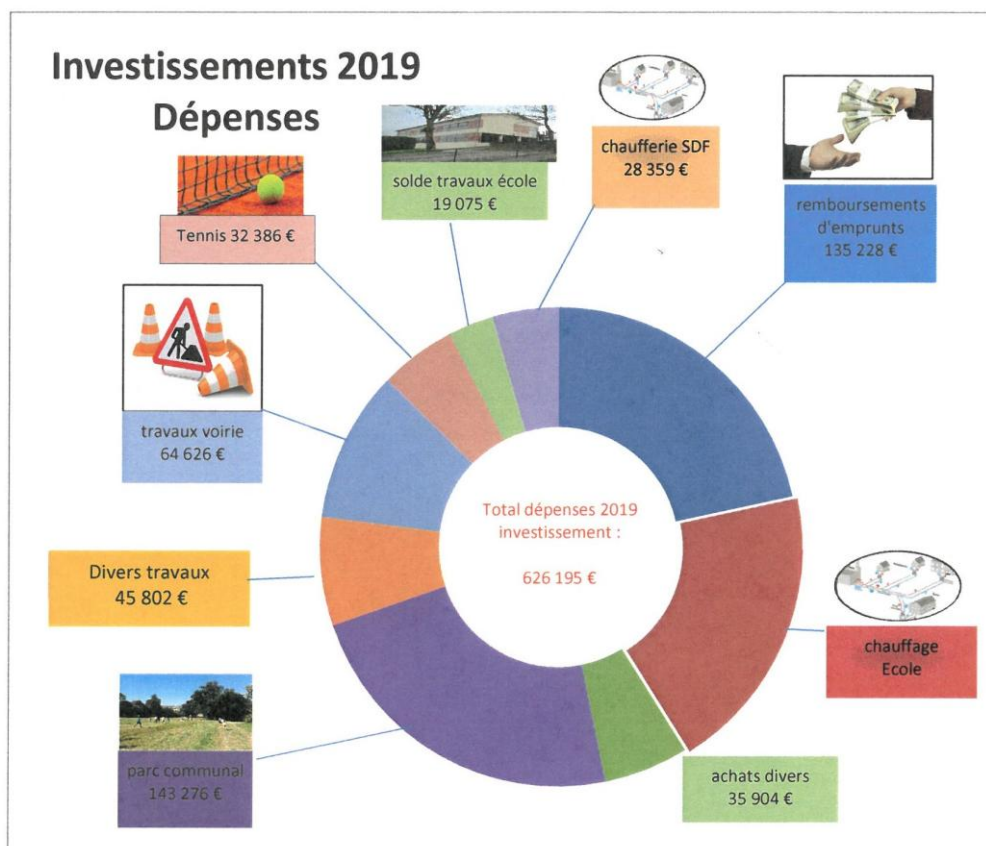 Investissements 2019
Dépenses
chaufferie SDF
28 359 €
solde travaux école
19 075 €
remboursements
d'emprunts
135 228 €
Tennis 32 386 €
travaux voirie
64 626 €
Total dépenses 2019
investissement :
626 195 €
Divers travaux
45 802 €
chauffage
Ecole
parc communal
143 276 €
achats divers
35 904 €